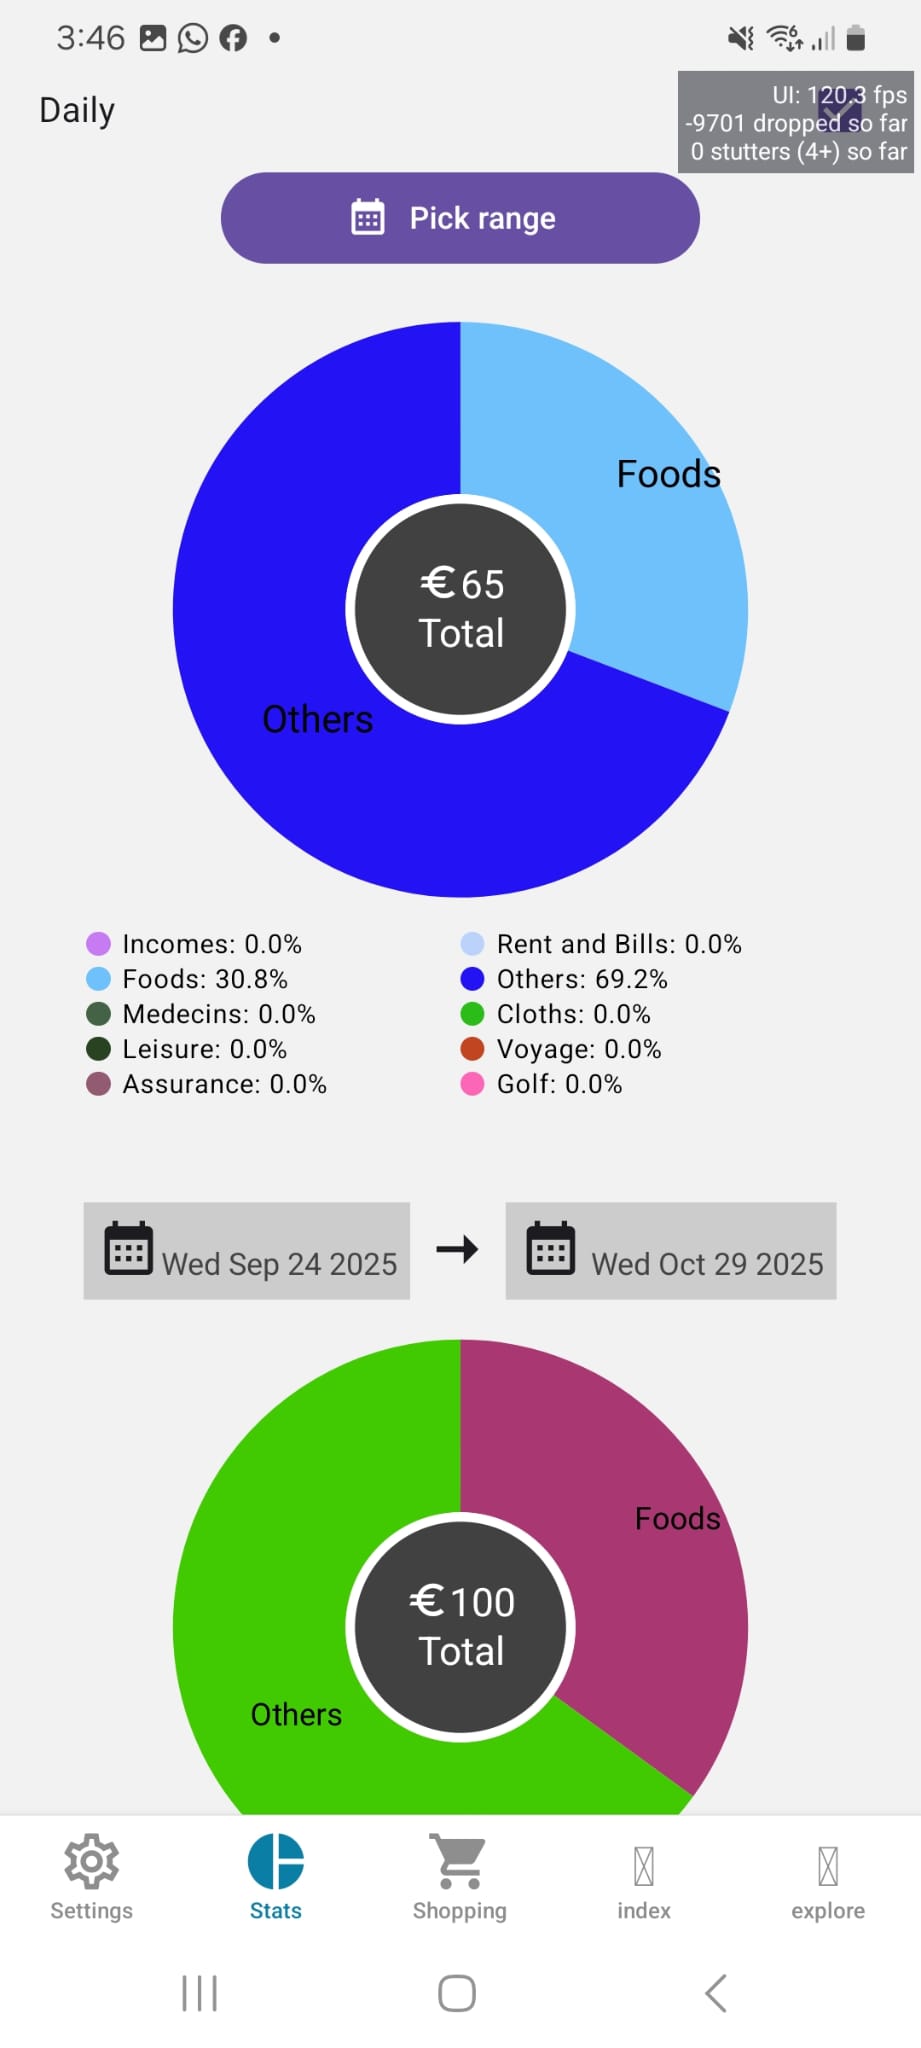 3:46
UI: 120.3 fps
-9701 dropped so far
0 stutters (4+) so far
Daily
Pick range
Foods
€65
Total
Others
Incomes: 0.0%
Rent and Bills: 0.0%
Foods: 30.8%
Others: 69.2%
Medecins: 0.0%
Cloths: 0.0%
Leisure: 0.0%
Voyage: 0.0%
Assurance: 0.0%
Golf: 0.0%
Wed Sep 24 2025
Wed Oct 29 2025
Foods
€100
Total
Others
Settings
Stats
Shopping
index
explore